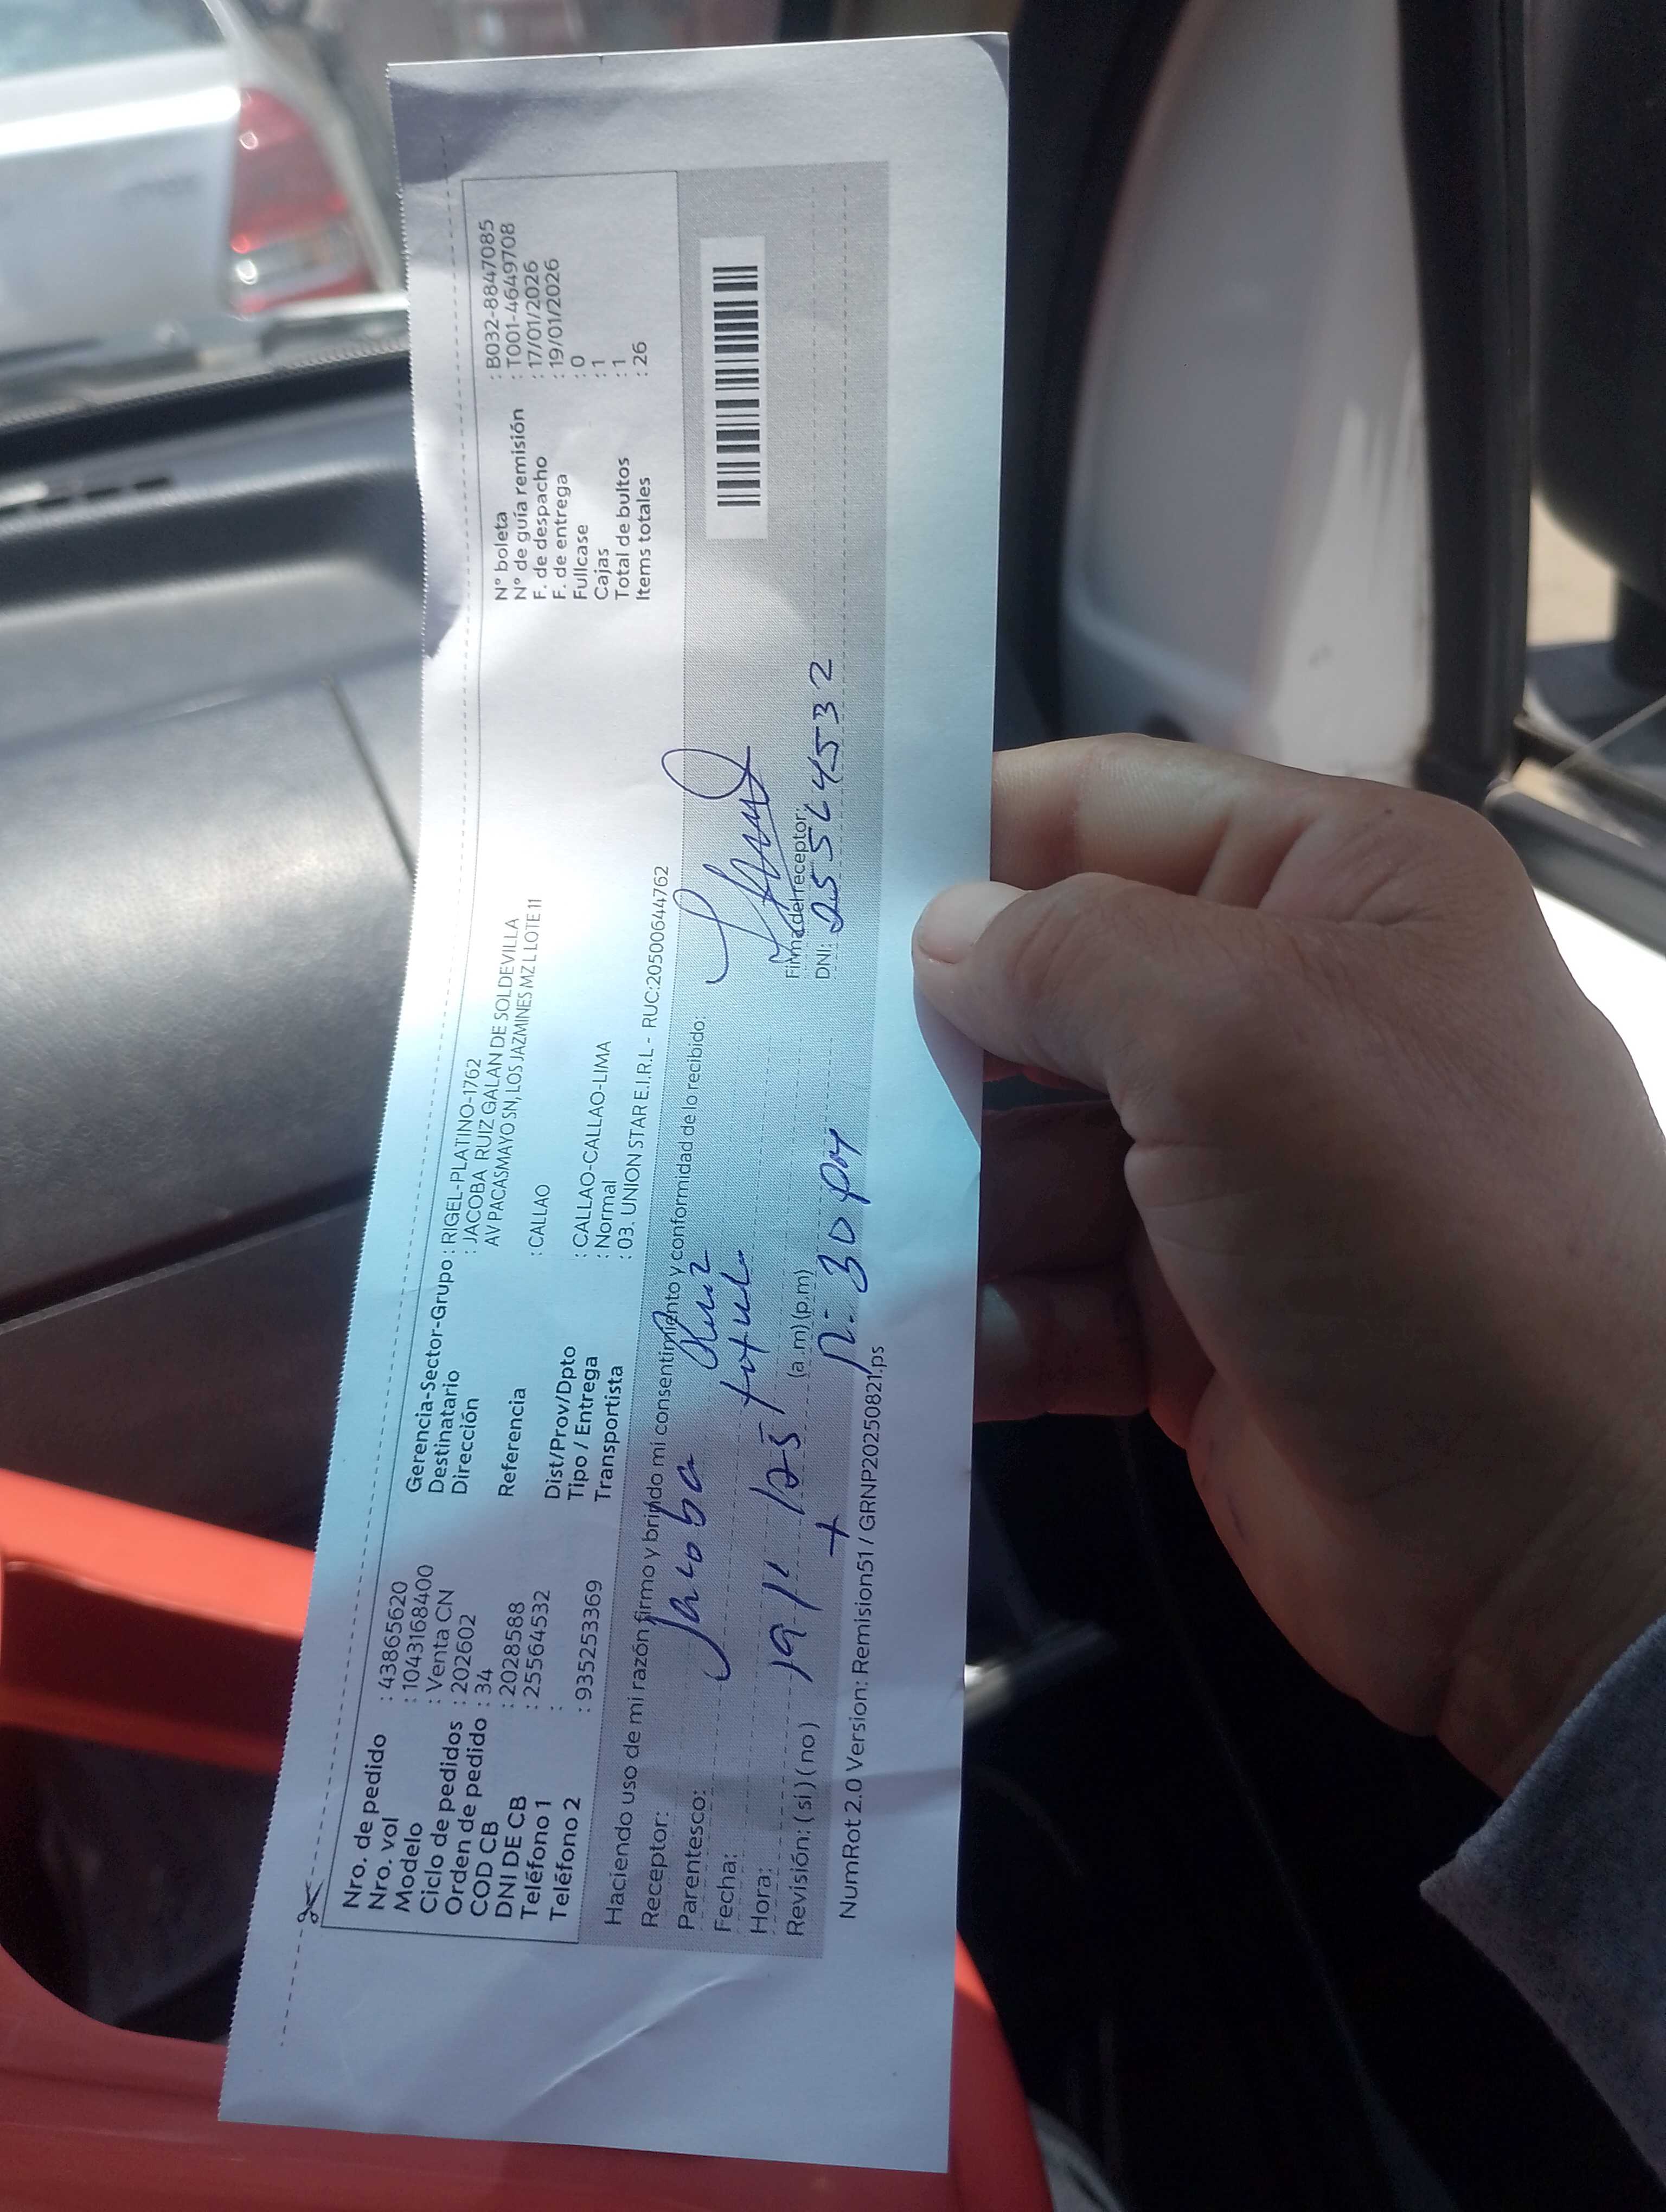 Nro. de pedido : 43865620
Nro. vol : 1043168400
Modelo : Venta CN
Ciclo de pedidos : 202602
Orden de pedido : 34
COD CB : 2028588
DNI DE CB : 25564532
Teléfono 1 :
Teléfono 2 : 935253369
Gerencia-Sector-Grupo : RIGEL-PLATINO-1762
Destinatario : JACOBA RUIZ GALAN DE SOLDEVILLA
Dirección AV PACASMAYO SN, LOS JAZMINES MZ L LOTE 11
Referencia : CALLAO
Dist/Prov/Dpto : CALLAO-CALLAO-LIMA
Tipo / Entrega : Normal
Transportista : 03. UNION STAR E.I.R.L - RUC:20500644762
N° boleta : B032-8847085
N° de guía remisión : T001-4649708
F. de despacho : 17/01/2026
F. de entrega : 19/01/2026
Fullcase : 0
Cajas : 1
Total de bultos : 1
Items totales : 26
Haciendo uso de mi razón firmo y brindo mi consentimiento y conformidad de lo recibido:
Receptor: Jacoba Ruiz
Parentesco:
Fecha: 19
Hora: (a.m) (p.m)
Revisión: ( si ) ( no )
30 pm
Firma del receptor:
DNI: 25564532
NumRot 2.0 Version: Remision51 / GRNP20250821.ps